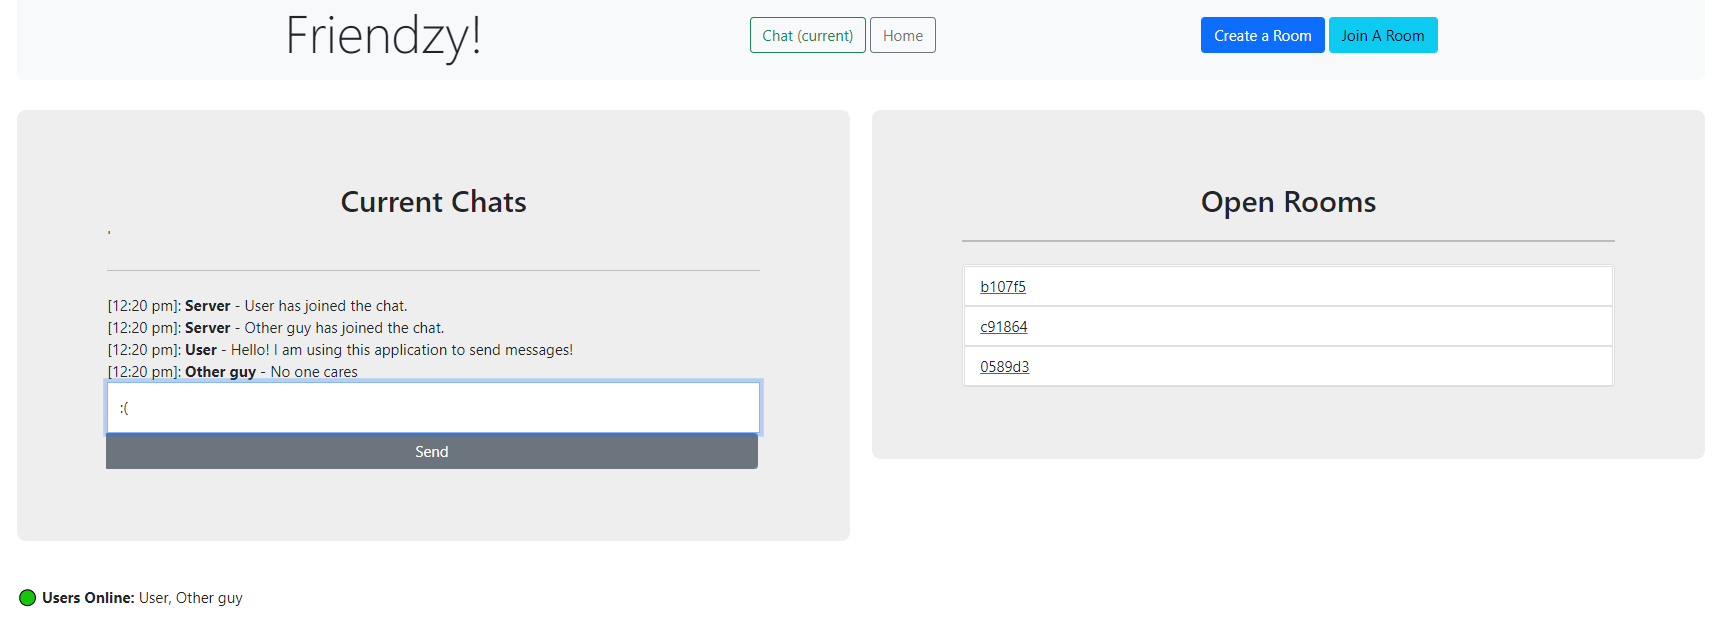 Friendzy!
Chat (current)
Home
Create a Room
Join A Room
Current Chats
'
[12:20 pm]: Server - User has joined the chat.
[12:20 pm]: Server - Other guy has joined the chat.
[12:20 pm]: User - Hello! I am using this application to send messages!
[12:20 pm]: Other guy - No one cares
:(
Send
Open Rooms
b107f5
c91864
0589d3
Users Online: User, Other guy